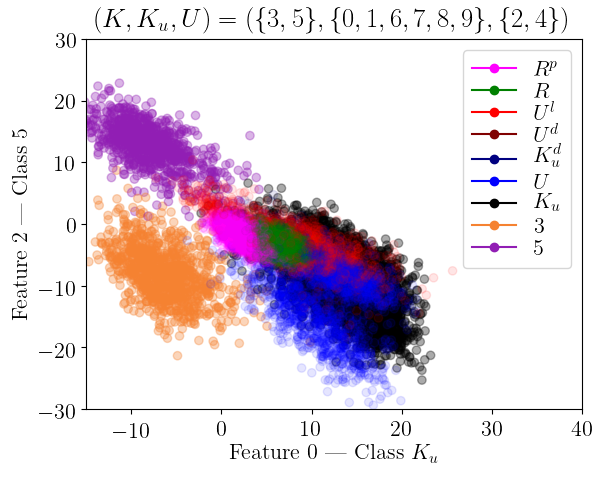 (K, K_u, U) = ({3, 5}, {0, 1, 6, 7, 8, 9}, {2, 4})
30
20
10
0
−10
−20
−30
Feature 2 — Class 5
R^p
R
U^l
U^d
K_u^d
U
K_u
3
5
−10
0
10
20
30
40
Feature 0 — Class K_u